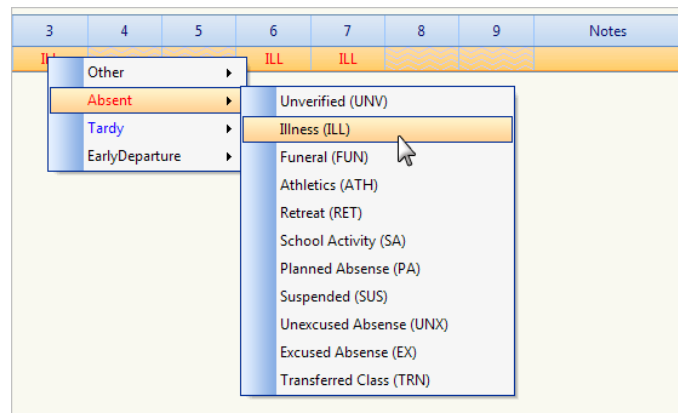 3 4 5 6 7 8 9 Notes
ILL ILL
Other
Absent
Tardy
EarlyDeparture
Unverified (UNV)
Illness (ILL)
Funeral (FUN)
Athletics (ATH)
Retreat (RET)
School Activity (SA)
Planned Absence (PA)
Suspended (SUS)
Unexcused Absense (UNX)
Excused Absense (EX)
Transferred Class (TRN)